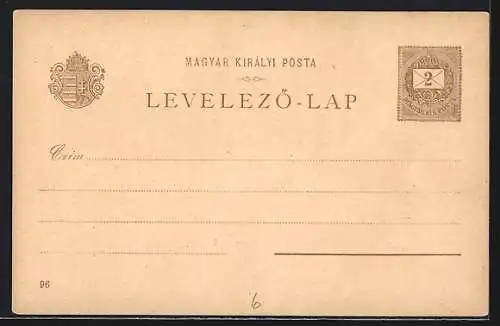 MAGYAR KIRÁLYI POSTA
LEVELEZŐ-LAP
2
Czim
96
6